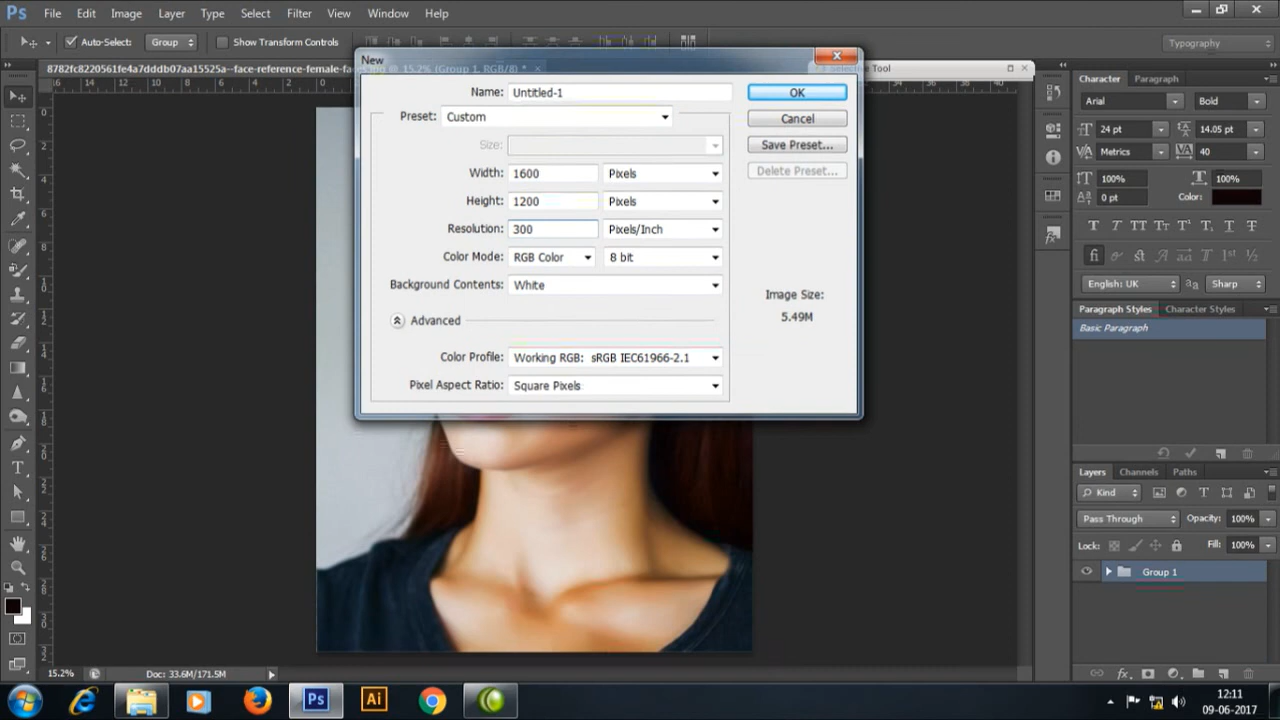 Ps File Edit Image Layer Type Select Filter View Window Help
Auto-Select: Group Show Transform Controls Typography
8782fc8220561bf4a7dddb07aa15525a--face-reference-female- @ 15.2% (Group 1, RGB/8) *
Tool
New
Name: Untitled-1 OK
Preset: Custom Cancel
Size: Save Preset...
Width: 1600 Pixels Delete Preset...
Height: 1200 Pixels
Resolution: 300 Pixels/Inch
Color Mode: RGB Color 8 bit
Background Contents: White
Image Size:
5.49M
Advanced
Color Profile: Working RGB: sRGB IEC61966-2.1
Pixel Aspect Ratio: Square Pixels
Character Paragraph
Arial Bold
24 pt 14.05 pt
Metrics 40
100% 100%
0 pt Color:
English: UK Sharp
Paragraph Styles Character Styles
Basic Paragraph
Layers Channels Paths
Kind
Pass Through Opacity: 100%
Lock: Fill: 100%
Group 1
15.2% Doc: 33.6M/171.5M
Ps Ai
12:11
09-06-2017